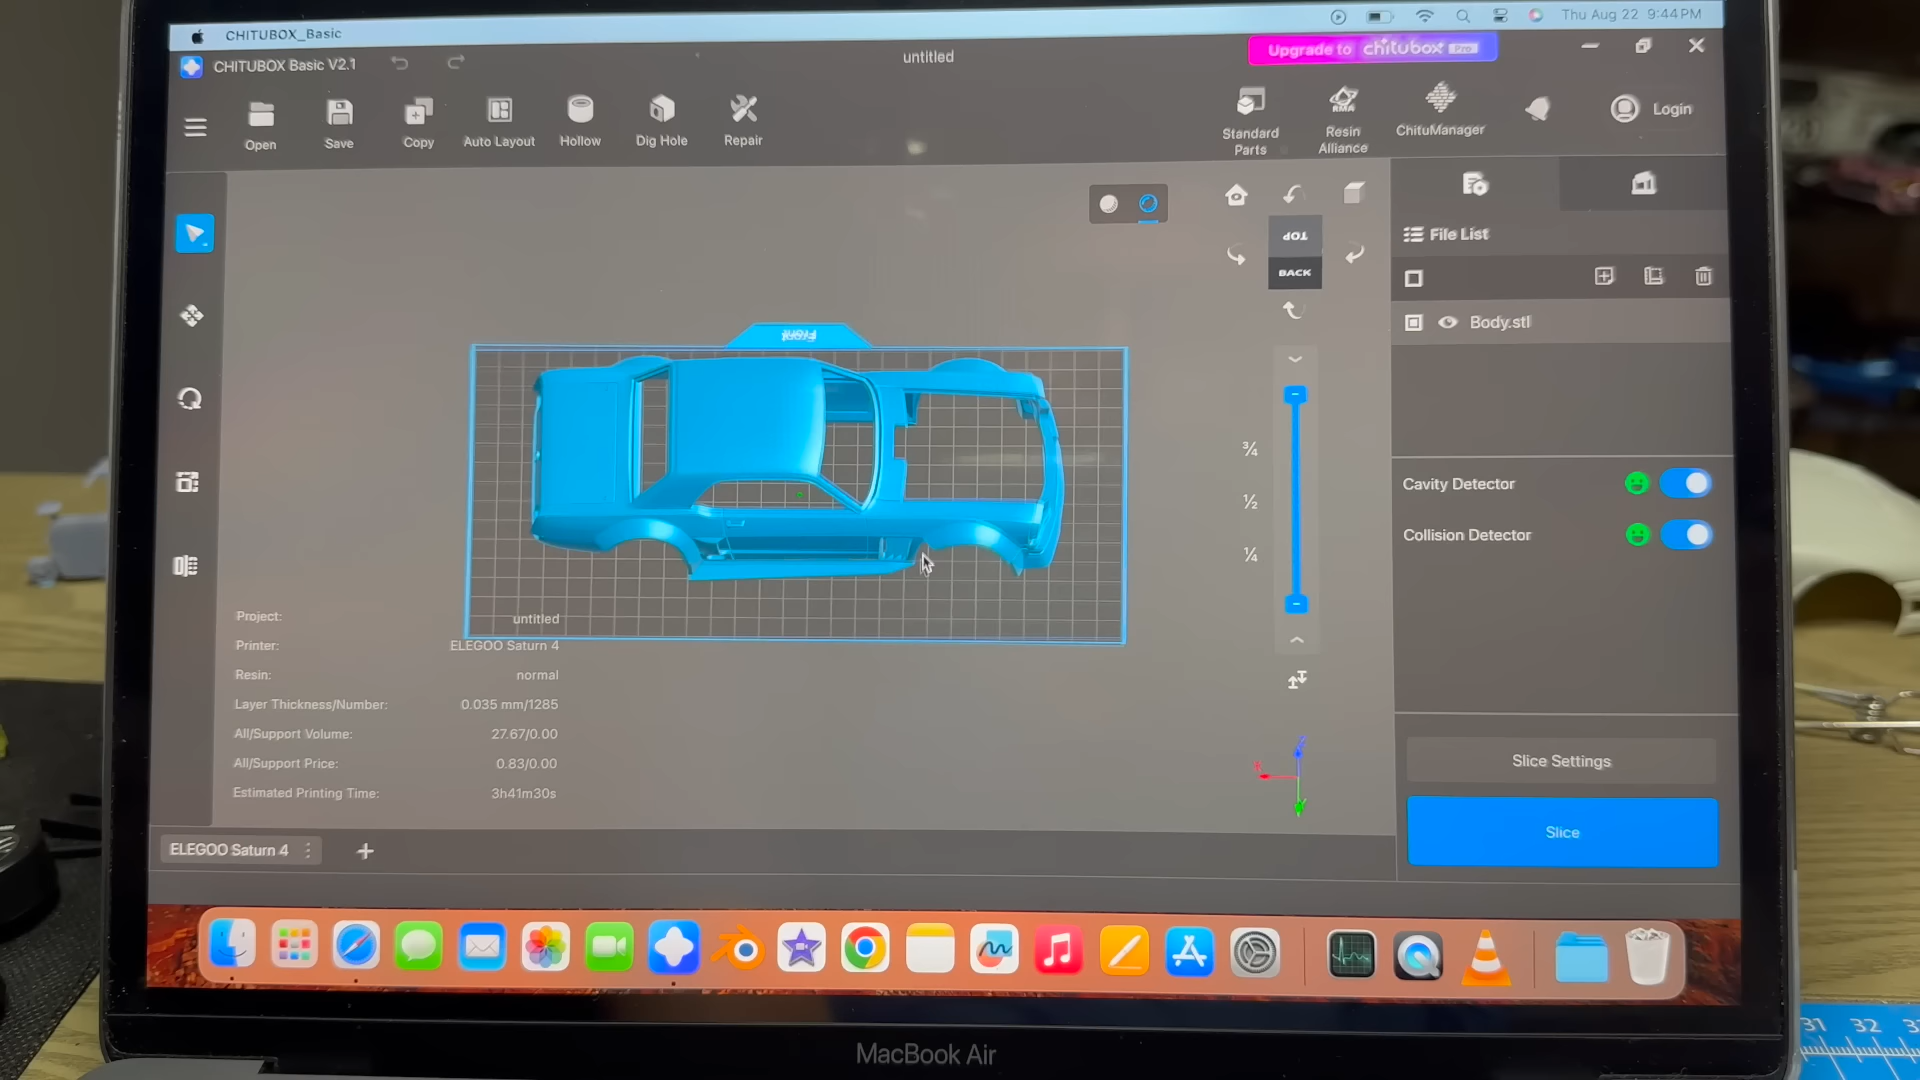 CHITUBOX_Basic
Thu Aug 22 9:44 PM
CHITUBOX Basic V2.1
untitled
Upgrade to chitubox Pro
Open
Save
Copy
Auto Layout
Hollow
Dig Hole
Repair
Standard Parts
RMA
Resin Alliance
ChituManager
Login
TOP
BACK
File List
Body.stl
Front
3/4
1/2
1/4
Cavity Detector
Collision Detector
Project: untitled
Printer: ELEGOO Saturn 4
Resin: normal
Layer Thickness/Number: 0.035 mm/1285
All/Support Volume: 27.67/0.00
All/Support Price: 0.83/0.00
Estimated Printing Time: 3h41m30s
Z
Slice Settings
Slice
ELEGOO Saturn 4
MacBook Air
31 32